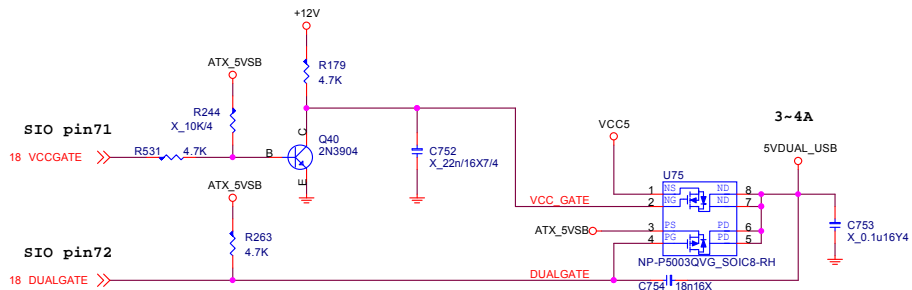 +12V
ATX_5VSB
R179
4.7K
R244
X_10K/4
3~4A
SIO pin71
Q40
2N3904
C
VCC5
5VDUAL_USB
18 VCCGATE
R531
4.7K
B
E
C752
X_22n/16X7/4
U75
1
NS
ND
8
2
NG
ND
7
VCC_GATE
ATX_5VSB
3
PS
PD
6
4
PG
PD
5
ATX_5VSB
C753
X_0.1u16Y4
R263
4.7K
SIO pin72
NP-P5003QVG_SOIC8-RH
18 DUALGATE
DUALGATE
C754
18n16X